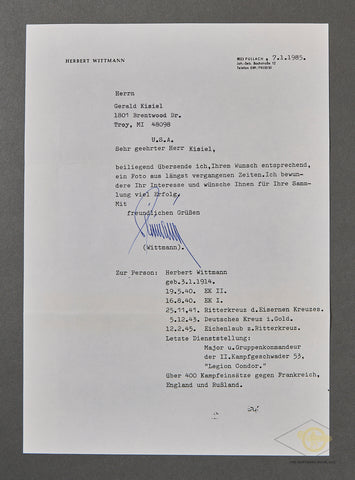 HERBERT WITTMANN
8023 PULLACH, 7.1.1985.
Herrn
Gerald Kisiel
1801 Brentwood Dr.
Troy, MI 48098
U.S.A.
Sehr geehrter Herr Kisiel,
beiliegend übersende ich,Ihrem Wunsch entsprechend,
ein Foto aus längst vergangenen Zeiten.Ich bewun-
dere Ihr Interesse und wünsche Ihnen für Ihre Samm-
lung viel Erfolg.
Mit
freundlichen Grüßen
(Wittmann).
Zur Person: Herbert Wittmann
geb.3.1.1914.
19.5.40. EK II.
16.8.40. EK I.
25.11.41. Ritterkreuz d.Eisernen Kreuzes.
5.12.43. Deutsches Kreuz i.Gold.
12.2.45. Eichenlaub z.Ritterkreuz.
Letzte Dienststellung:
Major u.Gruppenkomandeur
der II.Kampfgeschwader 53,
"Legion Condor."
über 400 Kampfeinsätze gegen Frankreich,
England und Rußland.